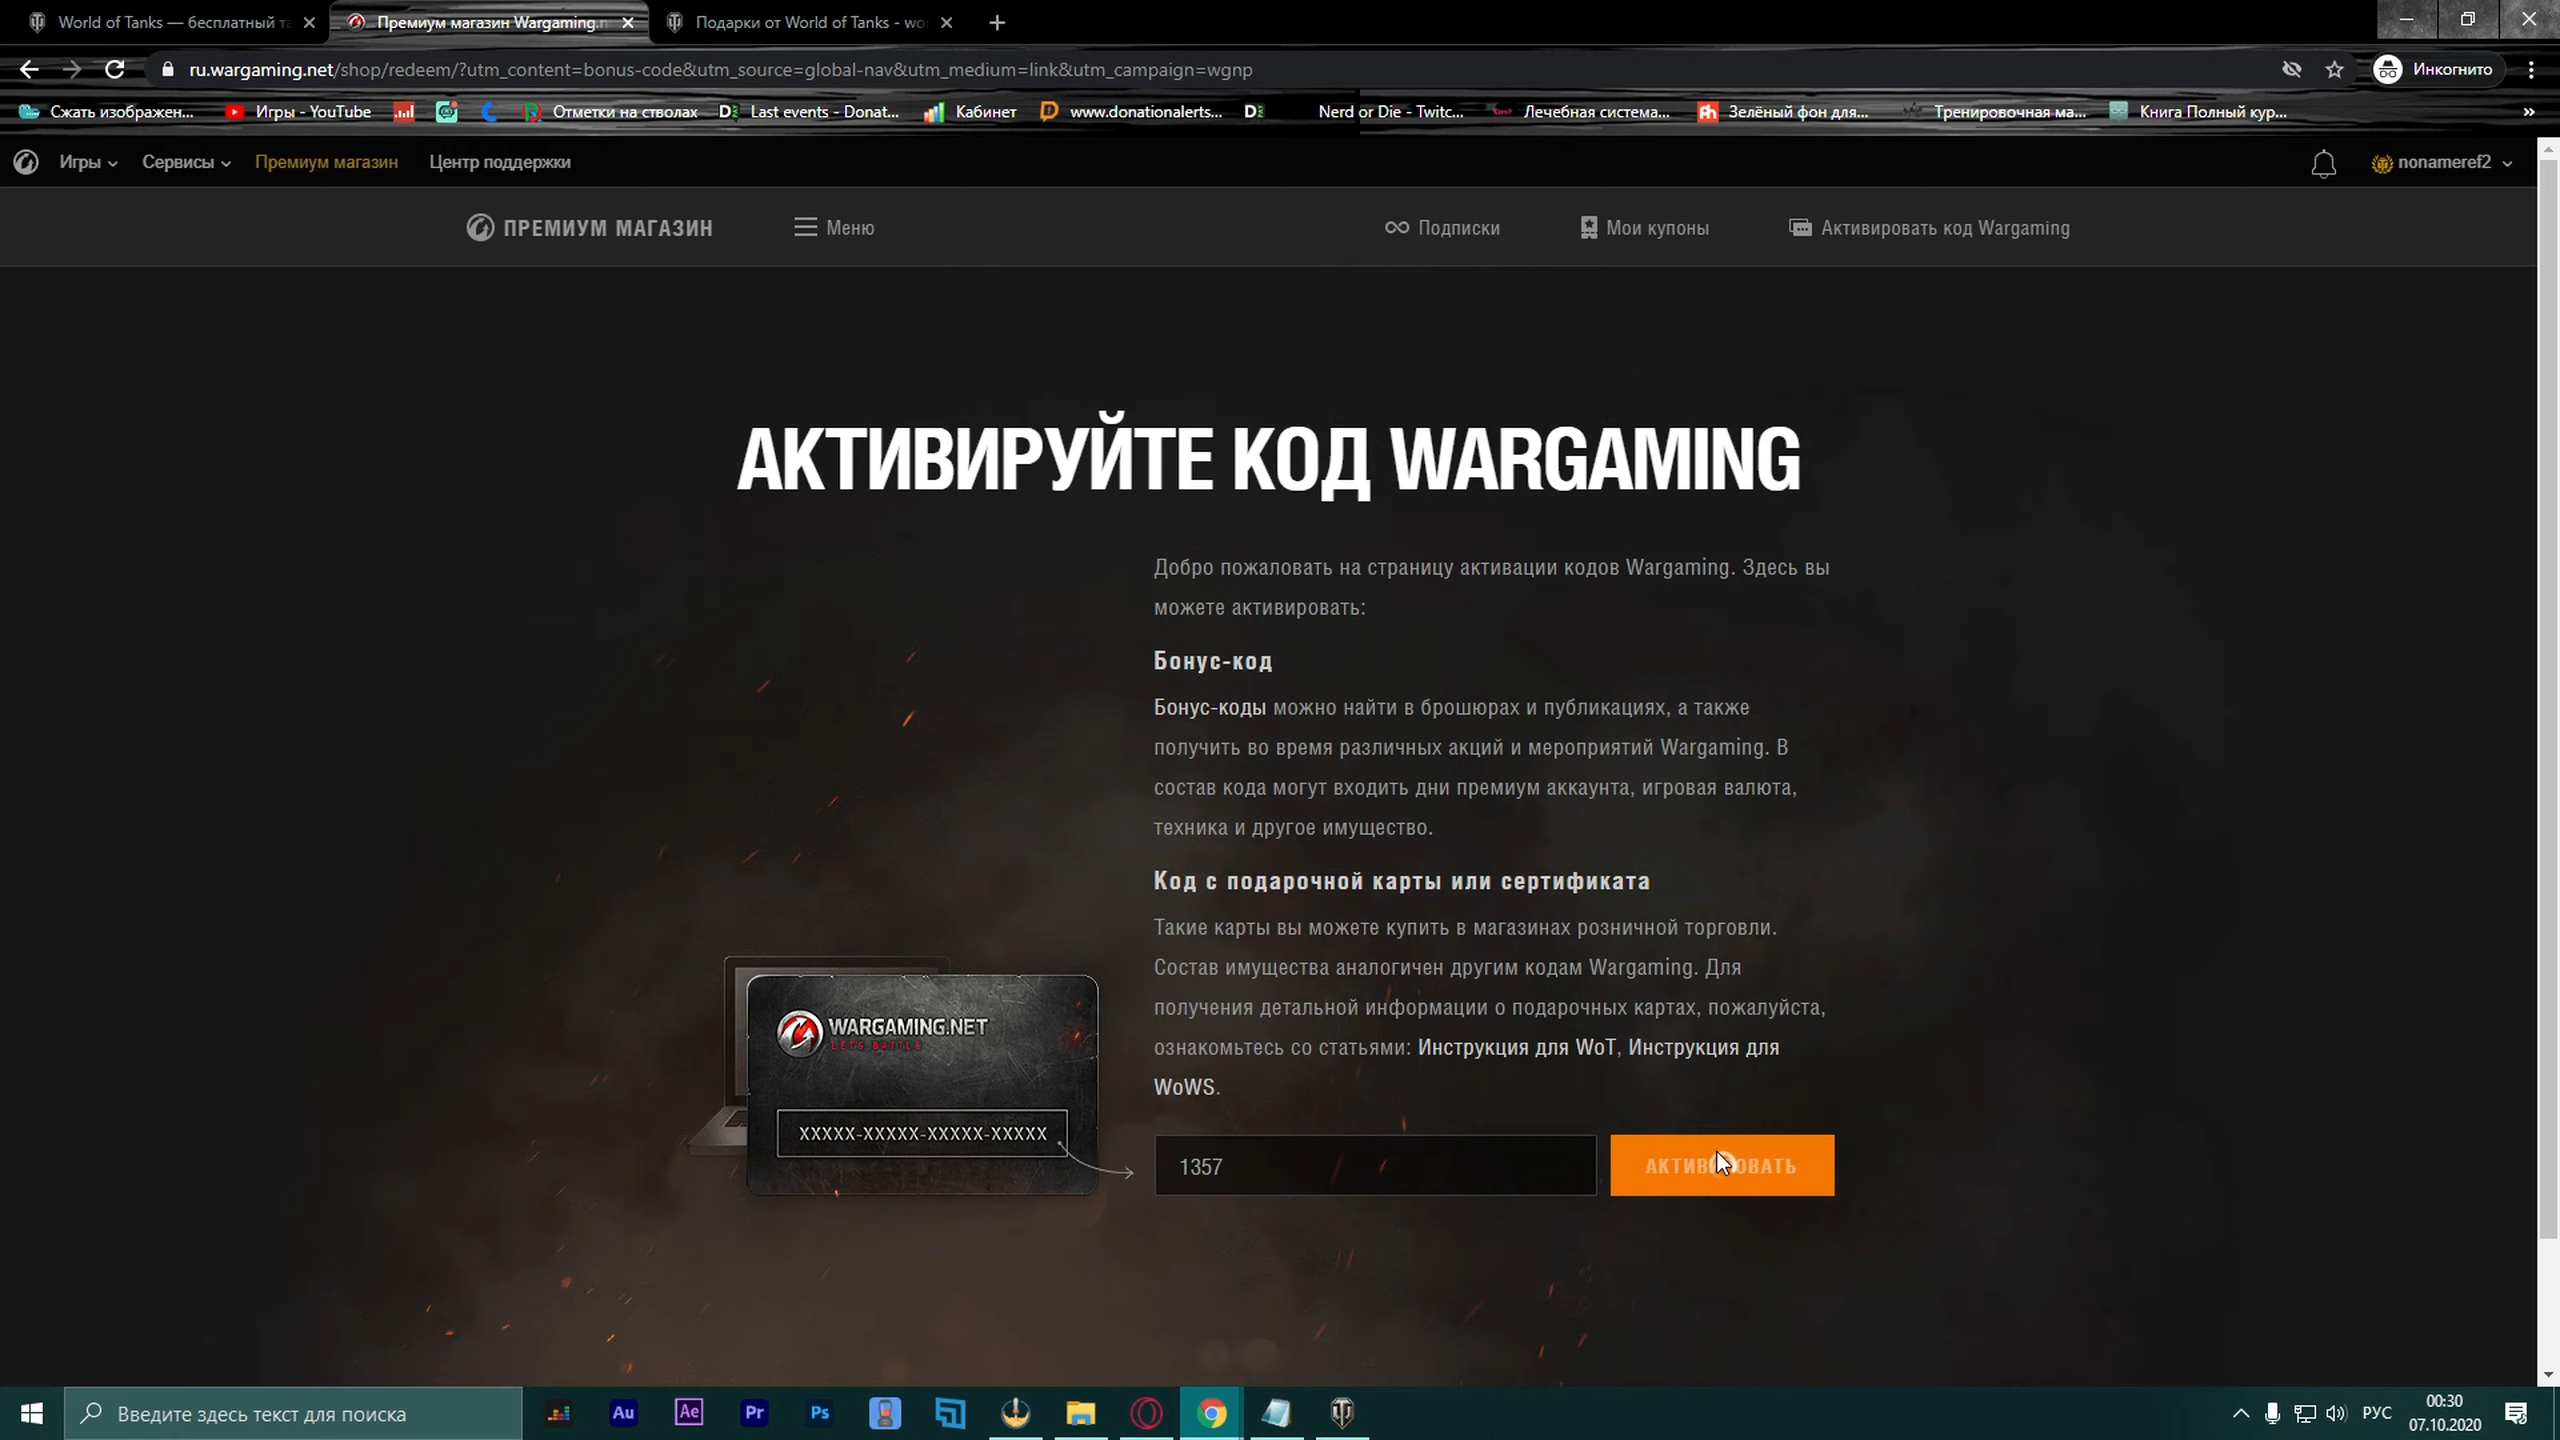 World of Tanks — бесплатный та
Премиум магазин Wargaming.n
Подарки от World of Tanks - wo
ru.wargaming.net/shop/redeem/?utm_content=bonus-code&utm_source=global-nav&utm_medium=link&utm_campaign=wgnp
Инкогнито
Сжать изображен...
Игры - YouTube
Отметки на стволах
Last events - Donat...
Кабинет
www.donationalerts...
Nerd or Die - Twitc...
Лечебная система...
Зелёный фон для...
Тренировочная ма...
Книга Полный кур...
Игры
Сервисы
Премиум магазин
Центр поддержки
nonameref2
ПРЕМИУМ МАГАЗИН
Меню
Подписки
Мои купоны
Активировать код Wargaming
АКТИВИРУЙТЕ КОД WARGAMING
Добро пожаловать на страницу активации кодов Wargaming. Здесь вы
можете активировать:
Бонус-код
Бонус-коды можно найти в брошюрах и публикациях, а также
получить во время различных акций и мероприятий Wargaming. В
состав кода могут входить дни премиум аккаунта, игровая валюта,
техника и другое имущество.
Код с подарочной карты или сертификата
Такие карты вы можете купить в магазинах розничной торговли.
Состав имущества аналогичен другим кодам Wargaming. Для
получения детальной информации о подарочных картах, пожалуйста,
ознакомьтесь со статьями: Инструкция для WoT, Инструкция для
WoWS.
WARGAMING.NET
LET'S BATTLE
XXXXX-XXXXX-XXXXX-XXXXX
1357
АКТИВИРОВАТЬ
Введите здесь текст для поиска
Au
Ae
Pr
Ps
РУС
00:30
07.10.2020